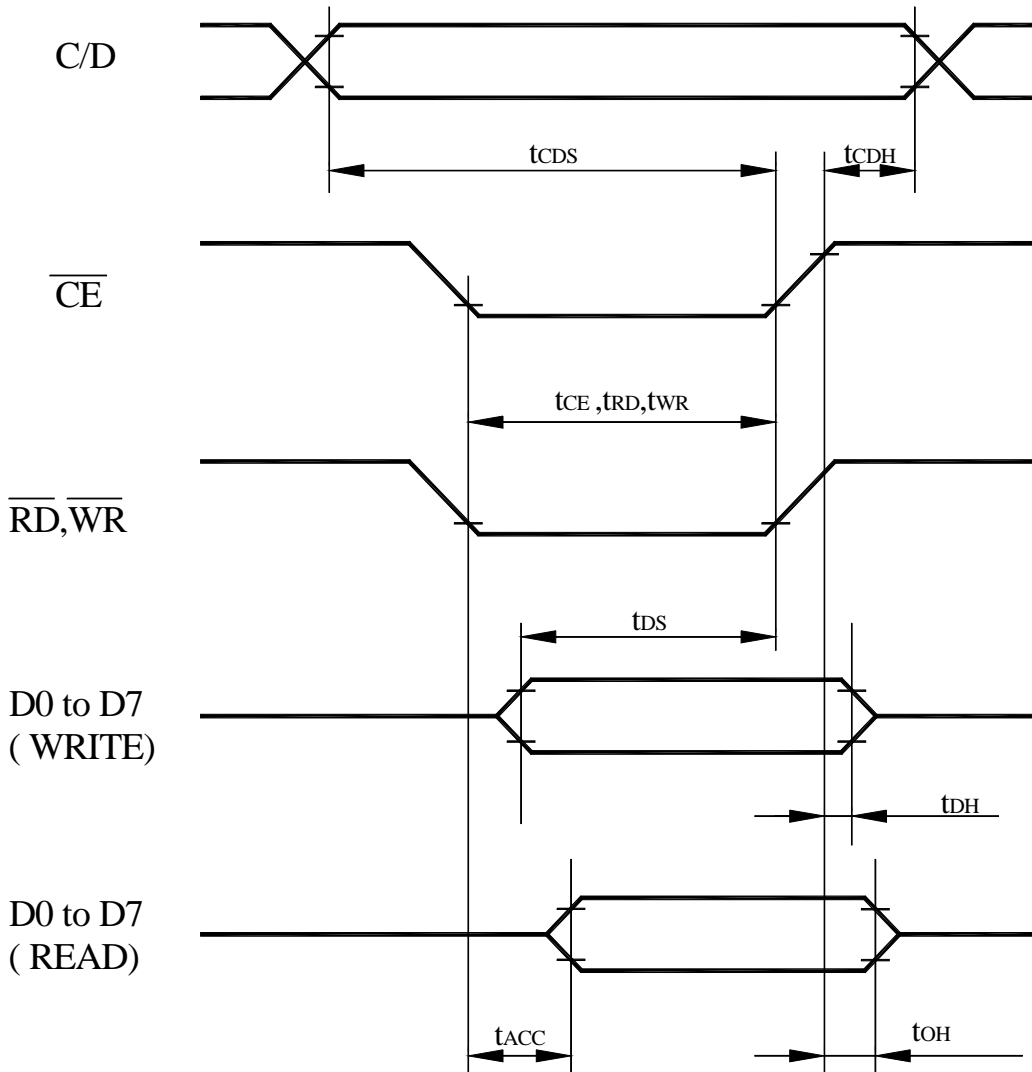 C/D
tCDS
tCDH
CE
tCE ,tRD,tWR
RD,WR
tDS
D0 to D7
( WRITE)
tDH
D0 to D7
( READ)
tACC
tOH